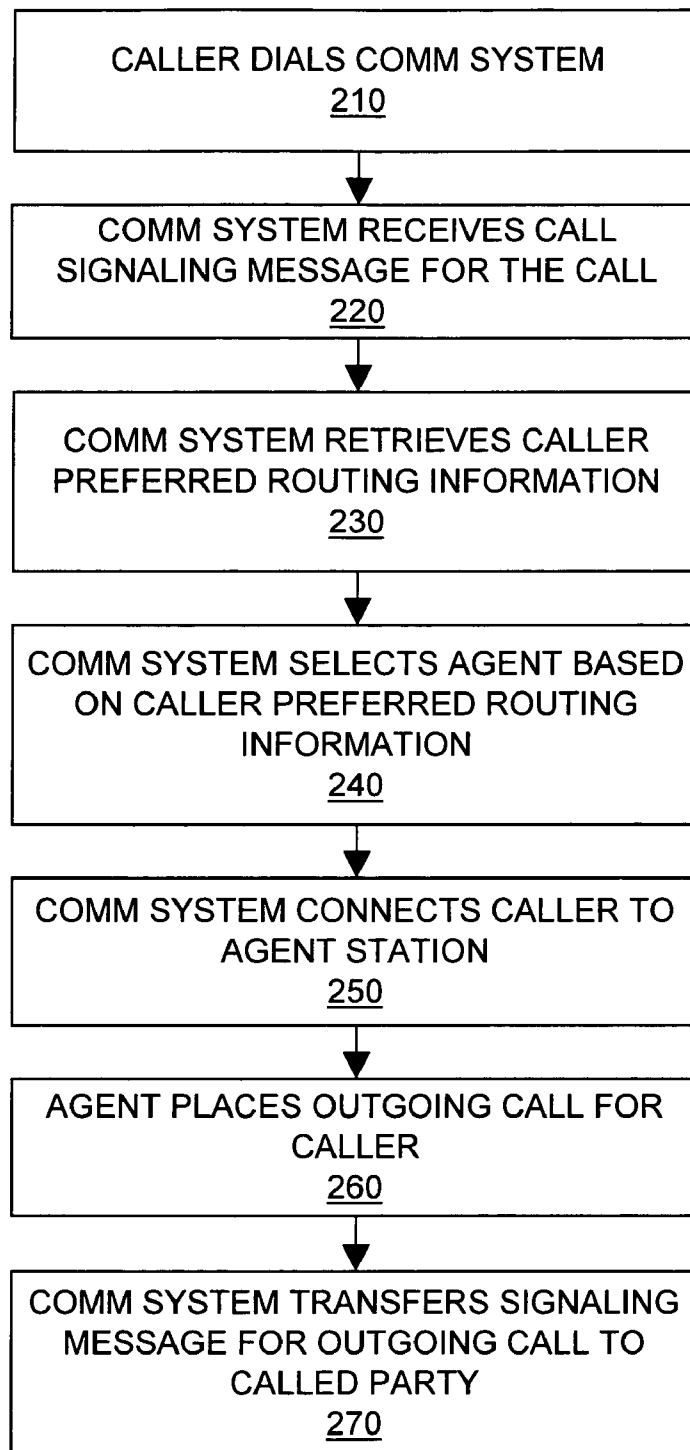 CALLER DIALS COMM SYSTEM
210
COMM SYSTEM RECEIVES CALL
SIGNALING MESSAGE FOR THE CALL
220
COMM SYSTEM RETRIEVES CALLER
PREFERRED ROUTING INFORMATION
230
COMM SYSTEM SELECTS AGENT BASED
ON CALLER PREFERRED ROUTING
INFORMATION
240
COMM SYSTEM CONNECTS CALLER TO
AGENT STATION
250
AGENT PLACES OUTGOING CALL FOR
CALLER
260
COMM SYSTEM TRANSFERS SIGNALING
MESSAGE FOR OUTGOING CALL TO
CALLED PARTY
270